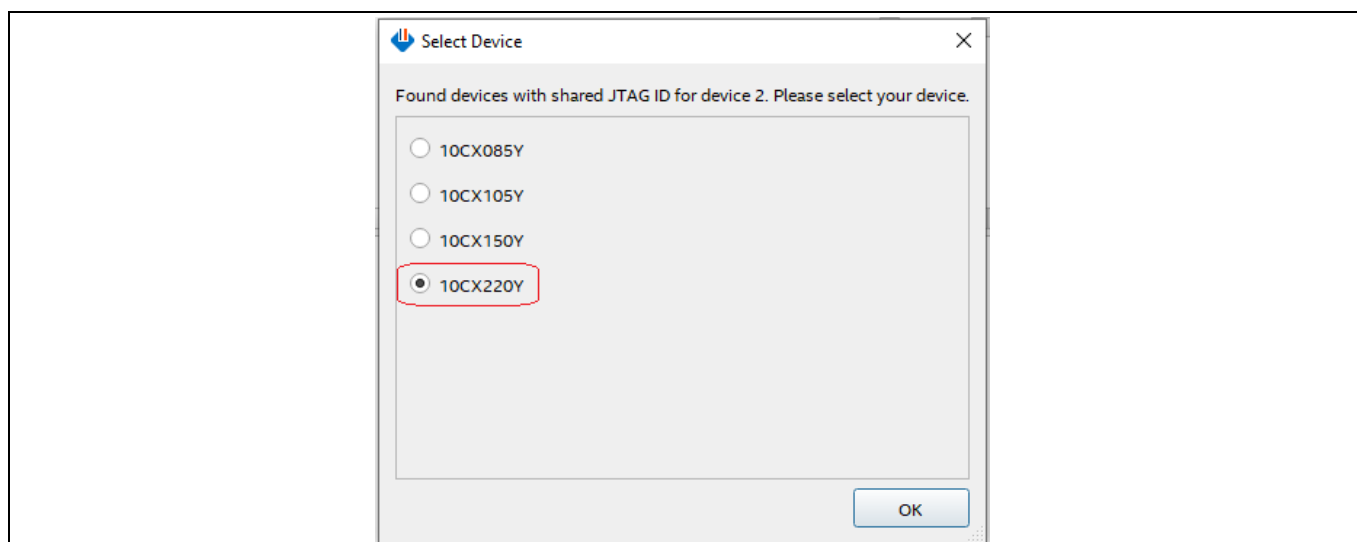 Select Device
Found devices with shared JTAG ID for device 2. Please select your device.
10CX085Y
10CX105Y
10CX150Y
10CX220Y
OK